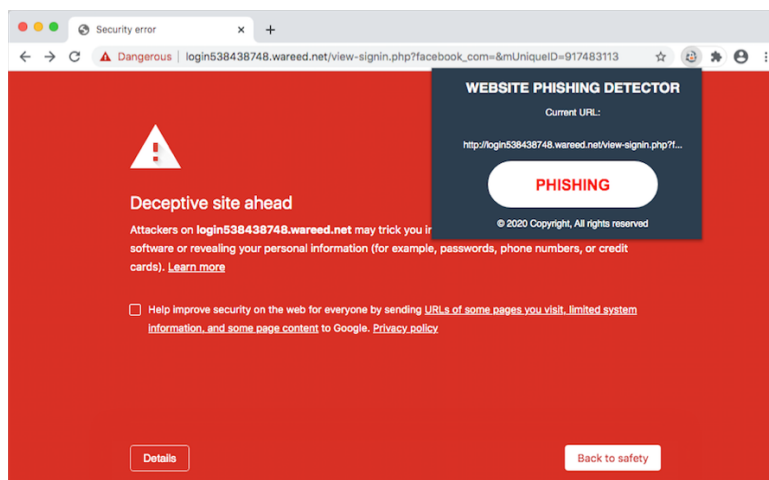 Security error
Dangerous | login538438748.wareed.net/view-signin.php?facebook_com=&mUniqueID=917483113
WEBSITE PHISHING DETECTOR
Current URL:
http://login538438748.wareed.net/view-signin.php?f...
PHISHING
© 2020 Copyright, All rights reserved
Deceptive site ahead
Attackers on login538438748.wareed.net may trick you i
software or revealing your personal information (for example, passwords, phone numbers, or credit
cards). Learn more
Help improve security on the web for everyone by sending URLs of some pages you visit, limited system
information, and some page content to Google. Privacy policy
Details
Back to safety